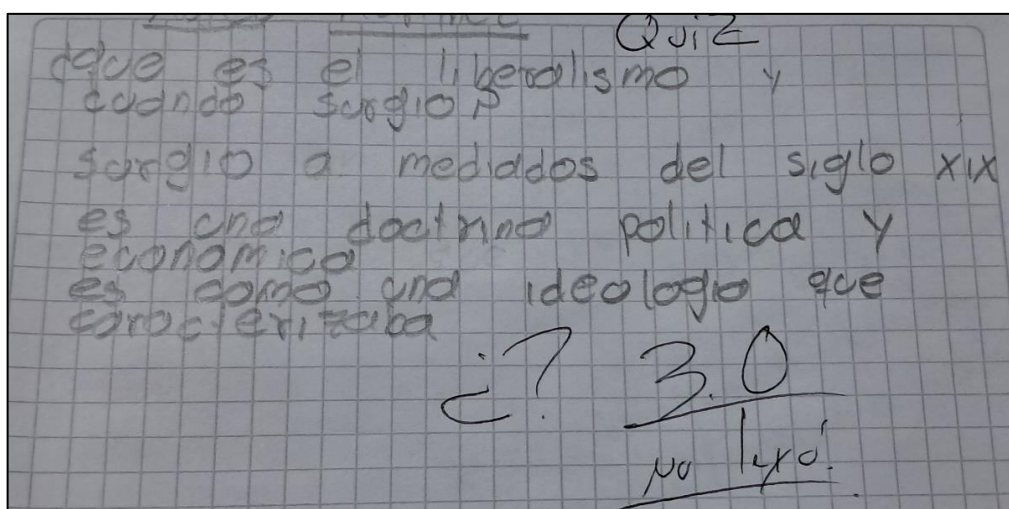 Quiz
¿que es el liberalismo y
cuando surgio?
surgio a mediados del siglo xix
es una doctrina politica y
economica
es como una ideologia que
caracterizaba
¿? 3.0
no leyó.